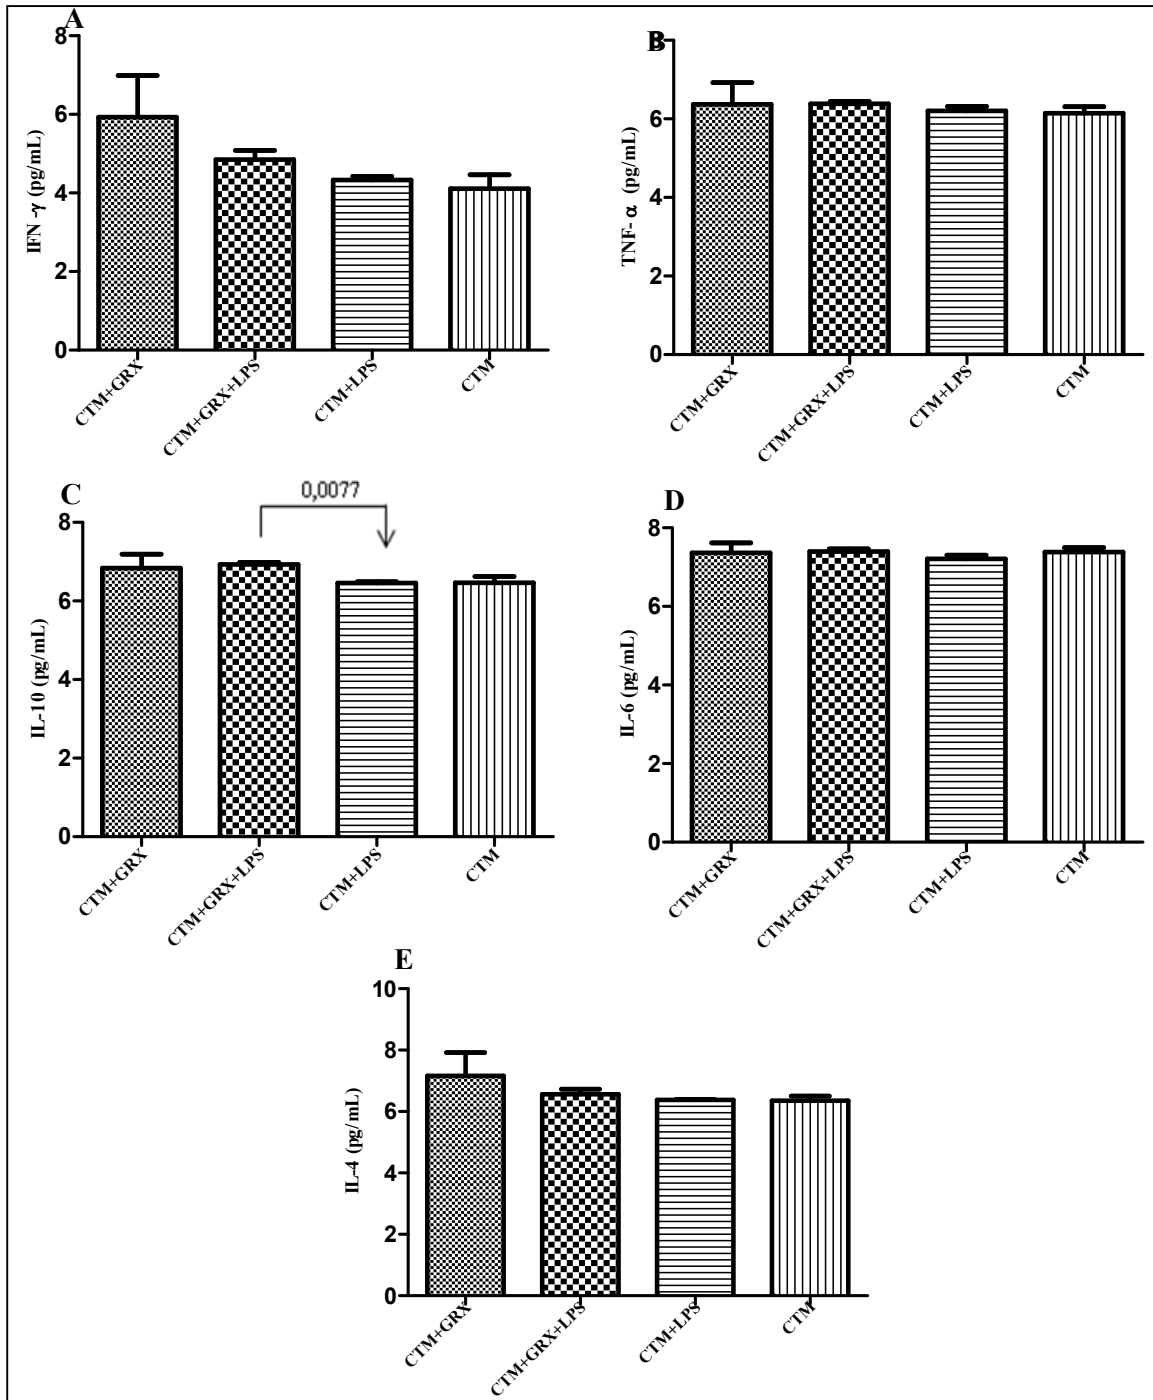 A
8
6
4
2
0
IFN -γ (pg/mL)
CTM+GRX
CTM+GRX+LPS
CTM+LPS
CTM
B
8
6
4
2
0
TNF- α (pg/mL)
CTM+GRX
CTM+GRX+LPS
CTM+LPS
CTM
C
0,0077
8
6
4
2
0
IL-10 (pg/mL)
CTM+GRX
CTM+GRX+LPS
CTM+LPS
CTM
D
8
6
4
2
0
IL-6 (pg/mL)
CTM+GRX
CTM+GRX+LPS
CTM+LPS
CTM
E
10
8
6
4
2
0
IL-4 (pg/mL)
CTM+GRX
CTM+GRX+LPS
CTM+LPS
CTM